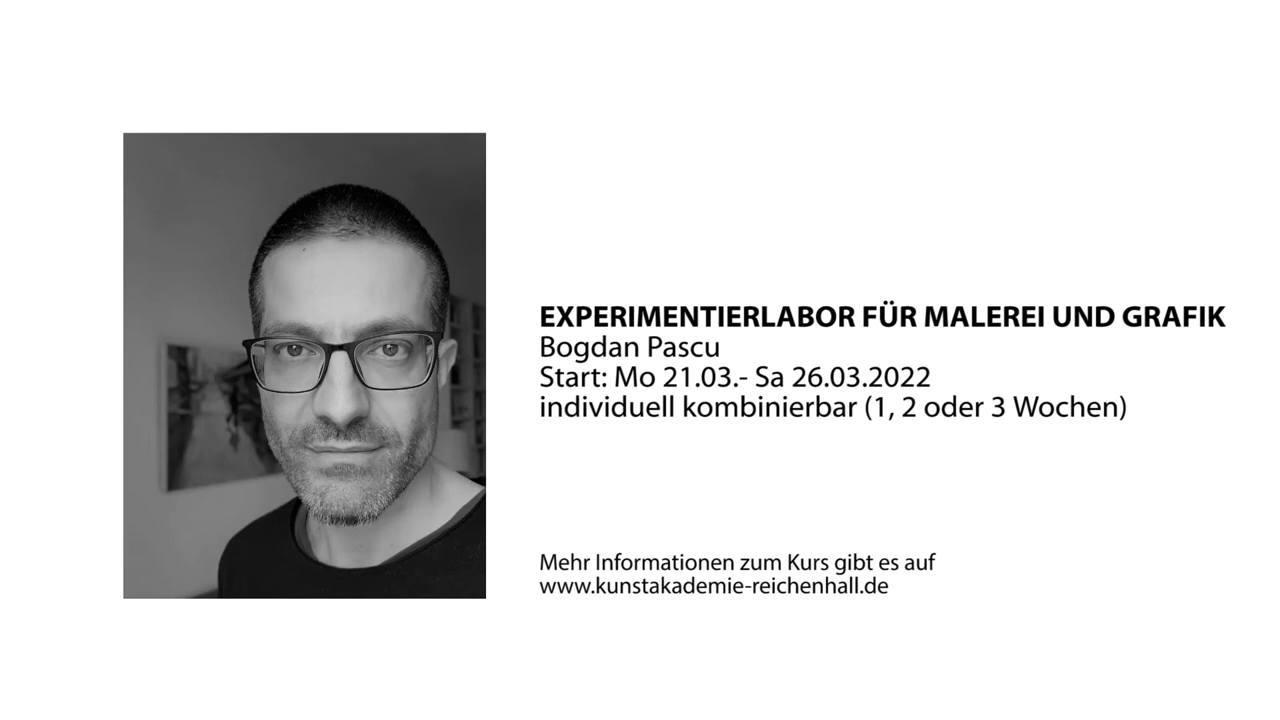 EXPERIMENTIERLABOR FÜR MALEREI UND GRAFIK
Bogdan Pascu
Start: Mo 21.03.- Sa 26.03.2022
individuell kombinierbar (1, 2 oder 3 Wochen)
Mehr Informationen zum Kurs gibt es auf
www.kunstakademie-reichenhall.de